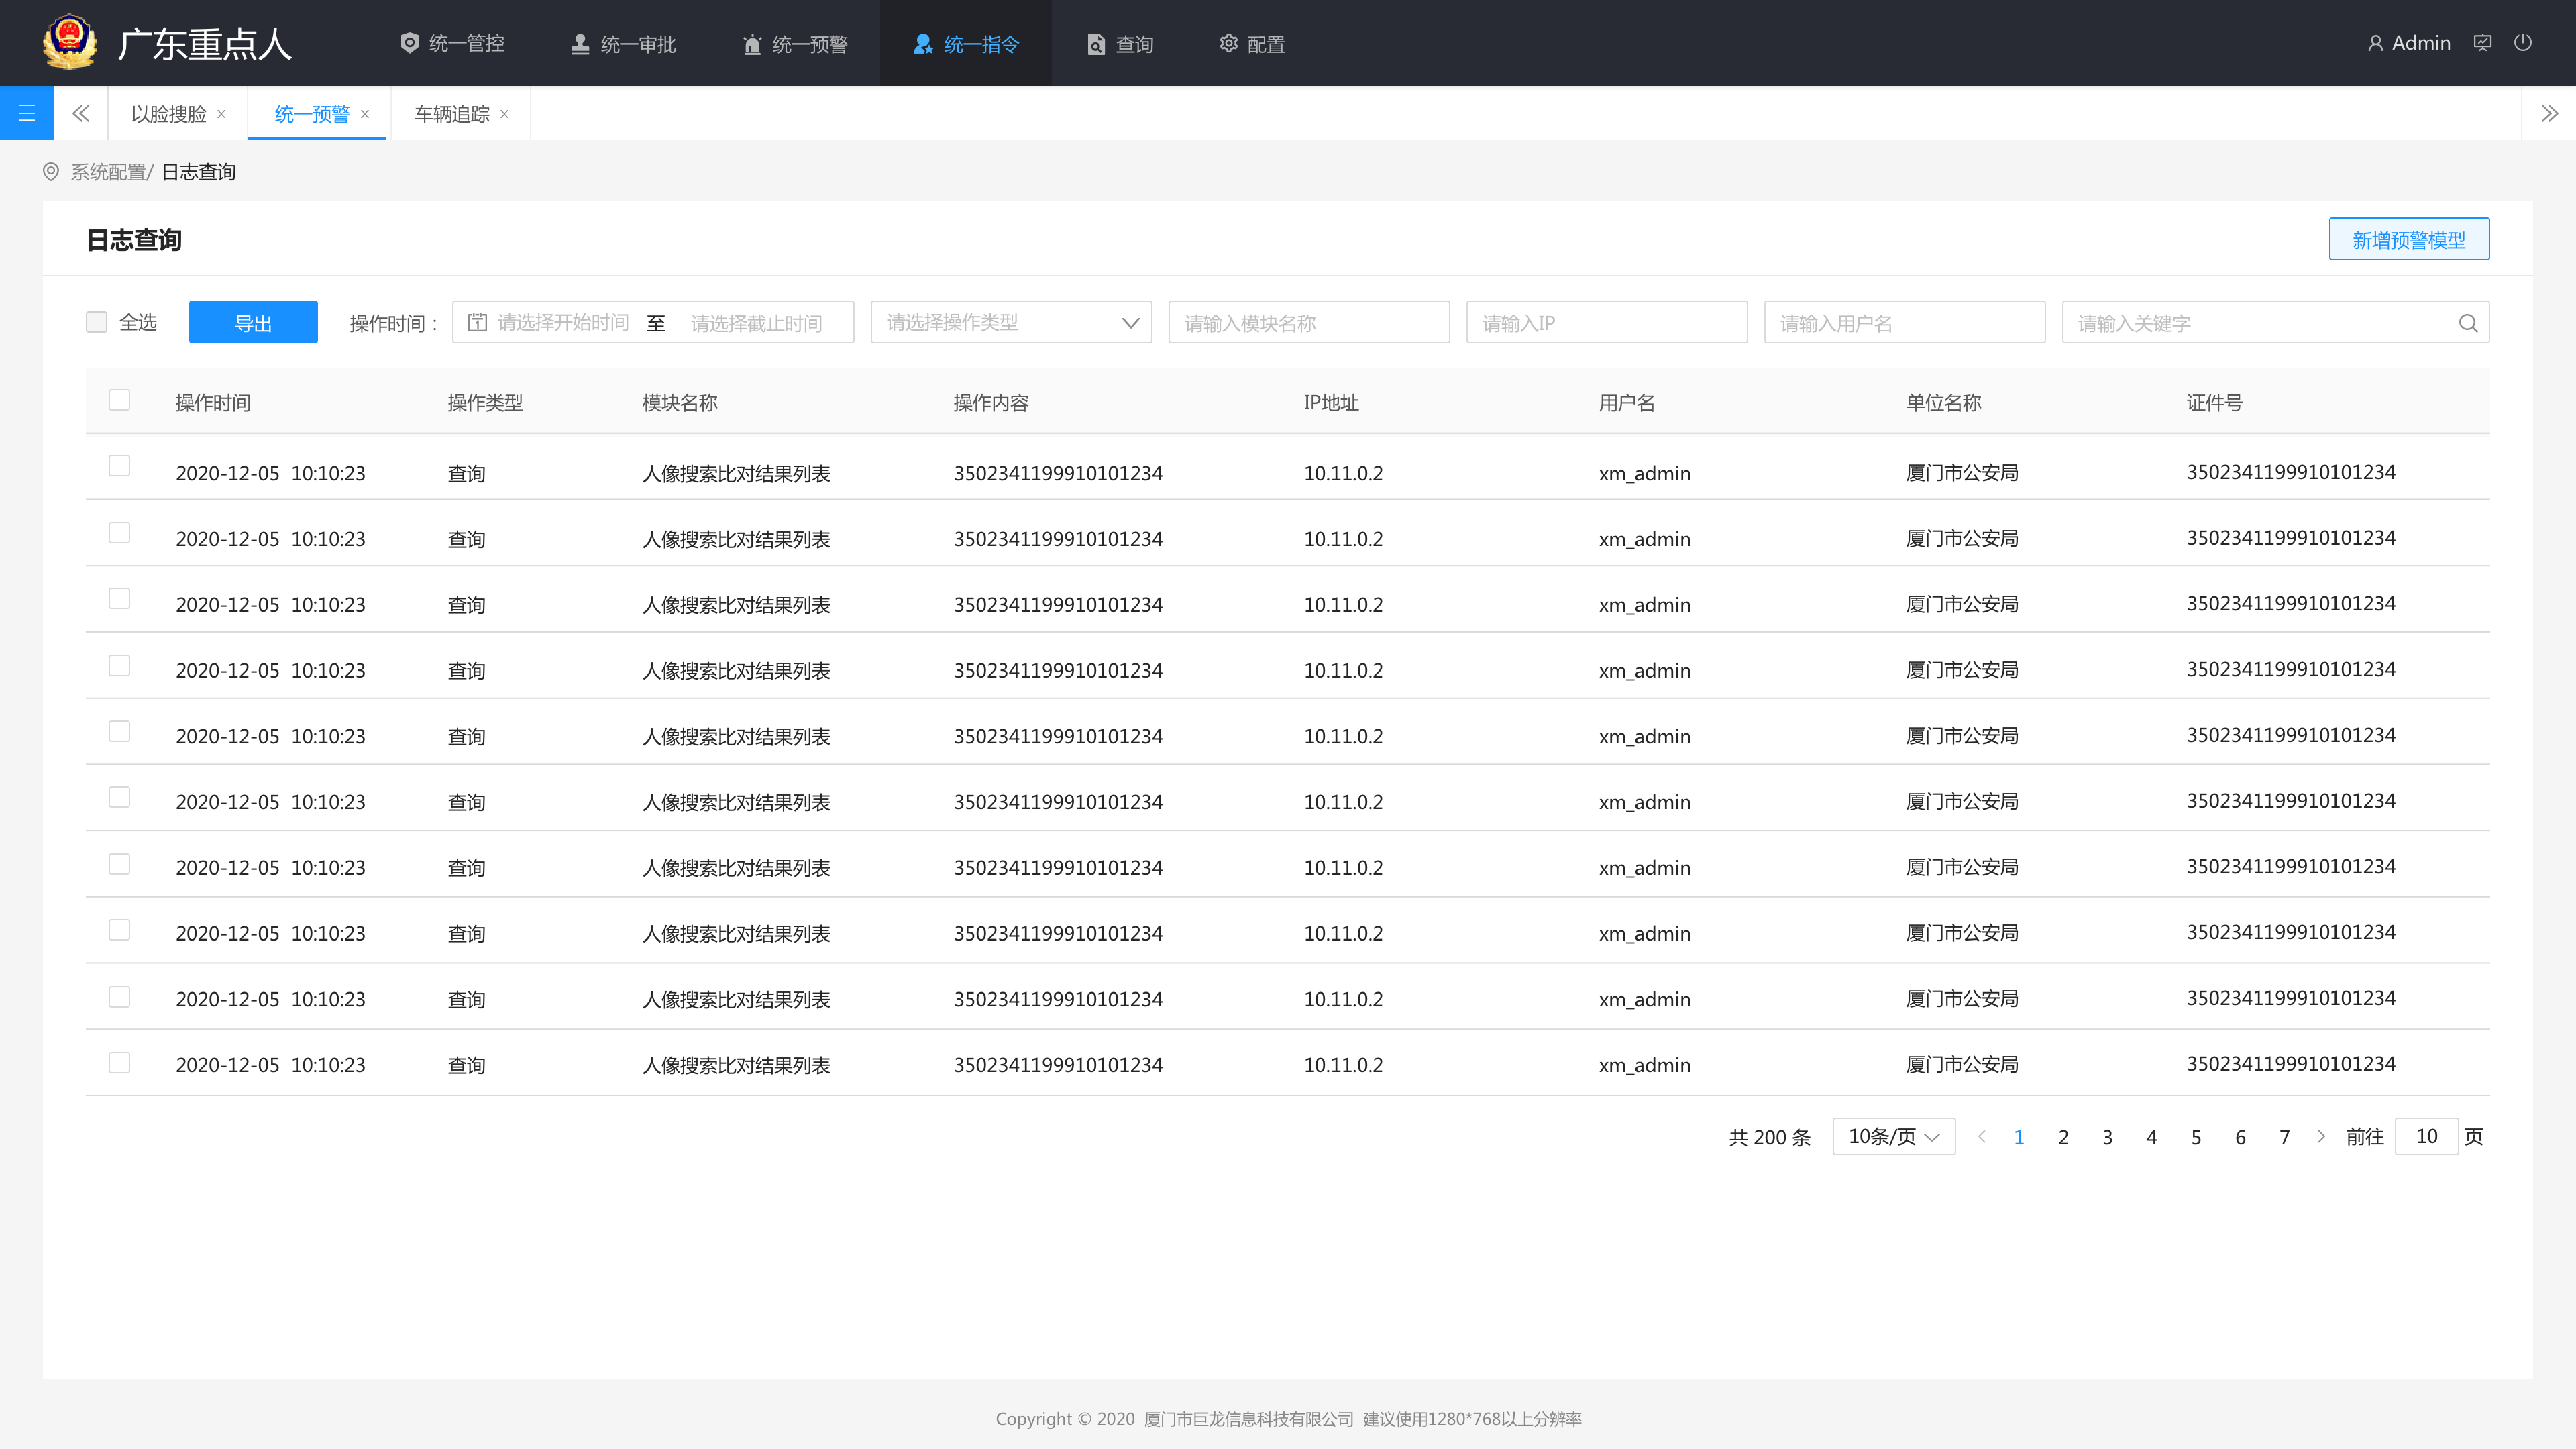 广东重点人 统一管控 统一审批 统一预警 统一指令 查询 配置 Admin
以脸搜脸 × 统一预警 × 车辆追踪 ×
系统配置/ 日志查询
日志查询 新增预警模型
全选 导出 操作时间： 请选择开始时间 至 请选择截止时间 请选择操作类型 请输入模块名称 请输入IP 请输入用户名 请输入关键字
操作时间 操作类型 模块名称 操作内容 IP地址 用户名 单位名称 证件号
2020-12-05 10:10:23 查询 人像搜索比对结果列表 3502341199910101234 10.11.0.2 xm_admin 厦门市公安局 3502341199910101234
2020-12-05 10:10:23 查询 人像搜索比对结果列表 3502341199910101234 10.11.0.2 xm_admin 厦门市公安局 3502341199910101234
2020-12-05 10:10:23 查询 人像搜索比对结果列表 3502341199910101234 10.11.0.2 xm_admin 厦门市公安局 3502341199910101234
2020-12-05 10:10:23 查询 人像搜索比对结果列表 3502341199910101234 10.11.0.2 xm_admin 厦门市公安局 3502341199910101234
2020-12-05 10:10:23 查询 人像搜索比对结果列表 3502341199910101234 10.11.0.2 xm_admin 厦门市公安局 3502341199910101234
2020-12-05 10:10:23 查询 人像搜索比对结果列表 3502341199910101234 10.11.0.2 xm_admin 厦门市公安局 3502341199910101234
2020-12-05 10:10:23 查询 人像搜索比对结果列表 3502341199910101234 10.11.0.2 xm_admin 厦门市公安局 3502341199910101234
2020-12-05 10:10:23 查询 人像搜索比对结果列表 3502341199910101234 10.11.0.2 xm_admin 厦门市公安局 3502341199910101234
2020-12-05 10:10:23 查询 人像搜索比对结果列表 3502341199910101234 10.11.0.2 xm_admin 厦门市公安局 3502341199910101234
2020-12-05 10:10:23 查询 人像搜索比对结果列表 3502341199910101234 10.11.0.2 xm_admin 厦门市公安局 3502341199910101234
共 200 条 10条/页 1 2 3 4 5 6 7 前往 10 页
Copyright © 2020 厦门市巨龙信息科技有限公司 建议使用1280*768以上分辨率